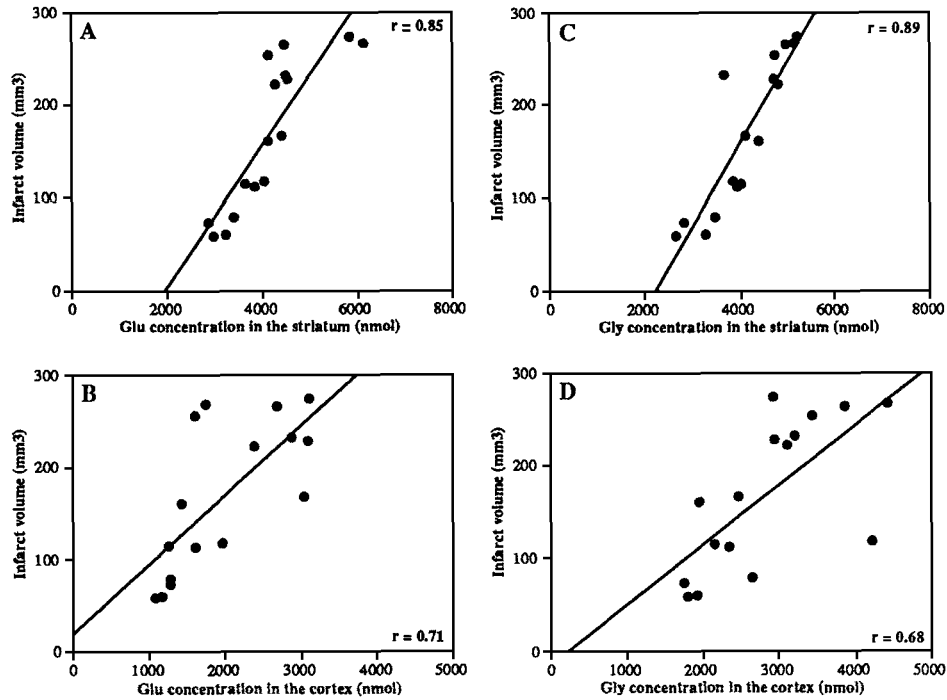 A
r = 0.85
Infarct volume (mm3)
300
200
100
0
0 2000 4000 6000 8000
Glu concentration in the striatum (nmol)
C
r = 0.89
Infarct volume (mm3)
300
200
100
0
0 2000 4000 6000 8000
Gly concentration in the striatum (nmol)
B
r = 0.71
Infarct volume (mm3)
300
200
100
0
0 1000 2000 3000 4000 5000
Glu concentration in the cortex (nmol)
D
r = 0.68
Infarct volume (mm3)
300
200
100
0
0 1000 2000 3000 4000 5000
Gly concentration in the cortex (nmol)